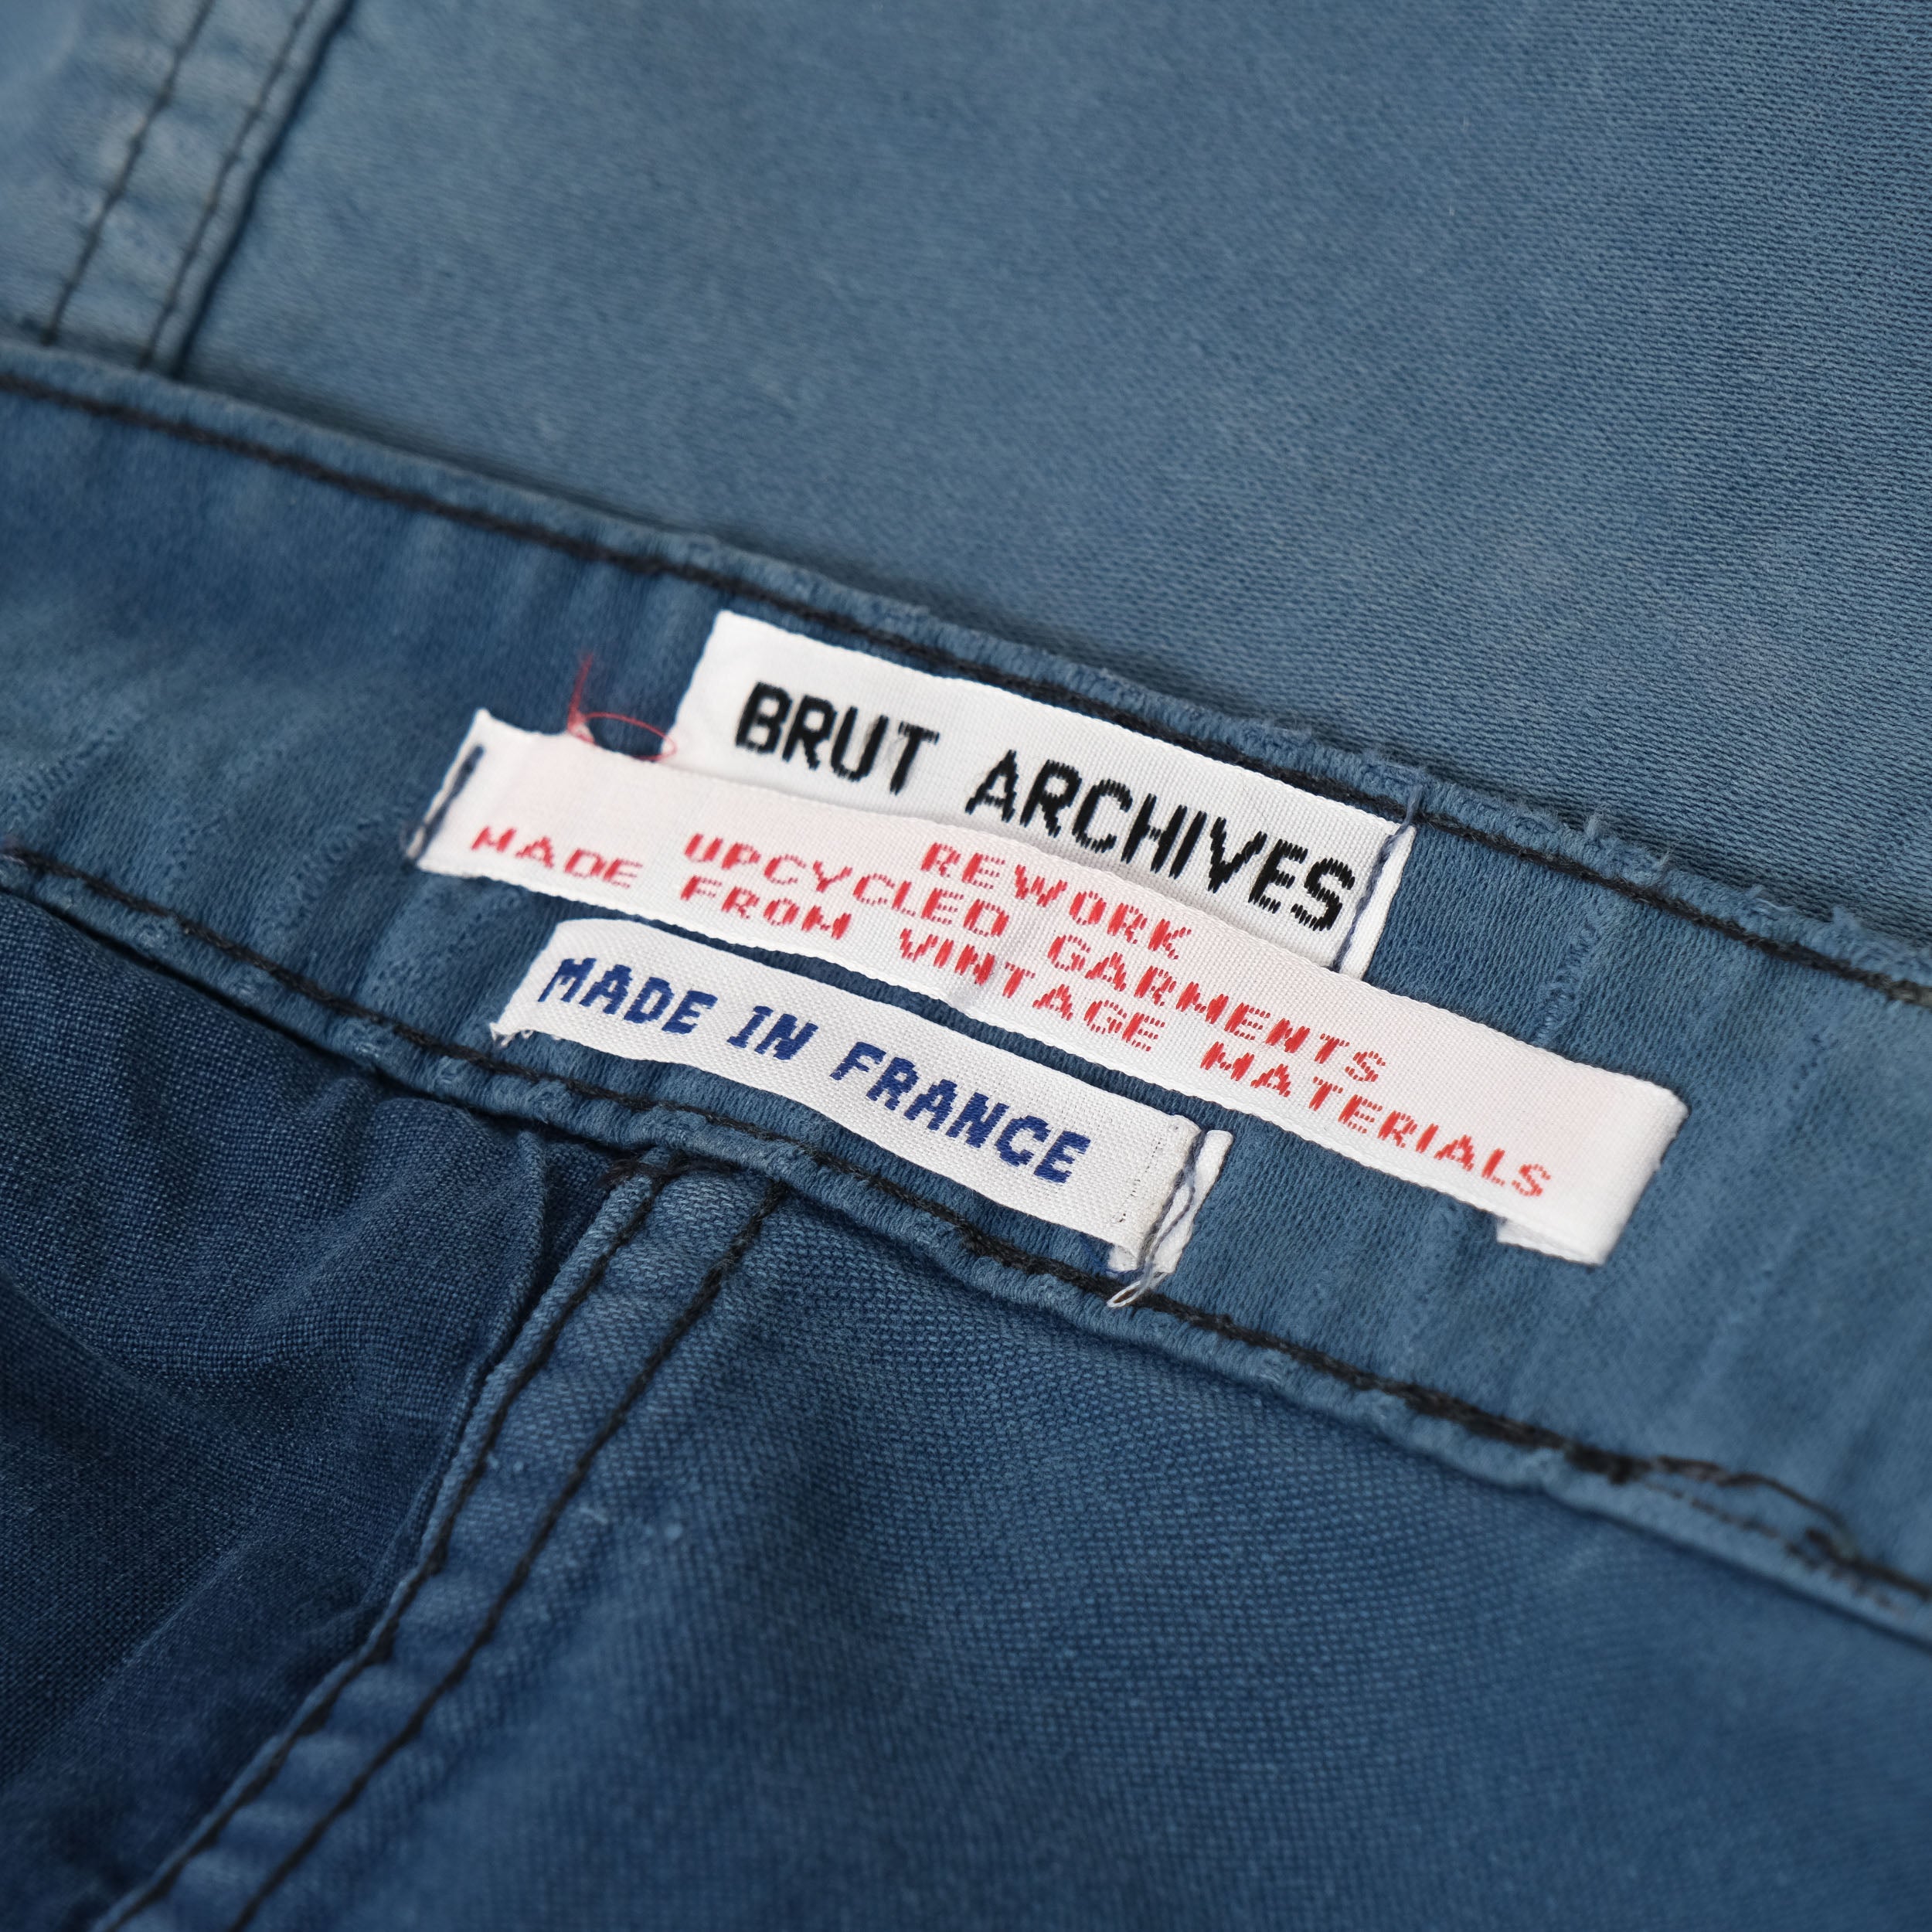 BRUT ARCHIVES
REWORK
UPCYCLED GARMENTS
MADE FROM VINTAGE MATERIALS
MADE IN FRANCE